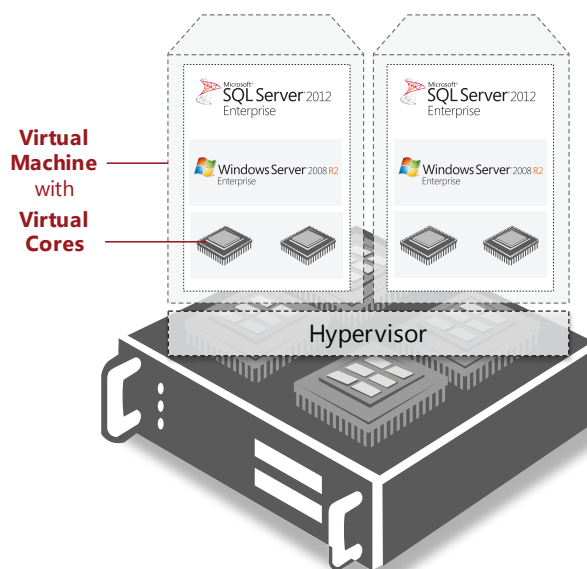 Microsoft®
SQL Server® 2012
Enterprise
Windows Server® 2008 R2
Enterprise
Microsoft®
SQL Server® 2012
Enterprise
Windows Server® 2008 R2
Enterprise
Virtual
Machine
with
Virtual
Cores
Hypervisor